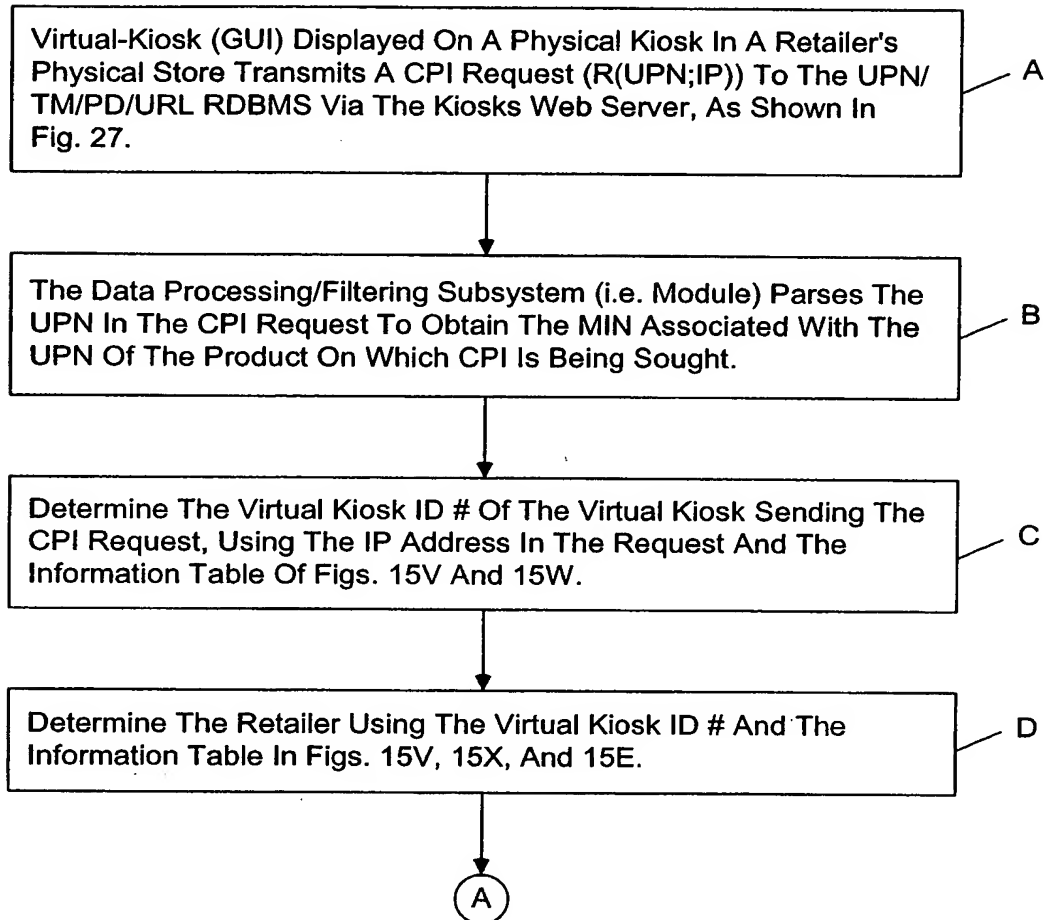 Virtual-Kiosk (GUI) Displayed On A Physical Kiosk In A Retailer's
Physical Store Transmits A CPI Request (R(UPN;IP)) To The UPN/
TM/PD/URL RDBMS Via The Kiosks Web Server, As Shown In
Fig. 27.
A
The Data Processing/Filtering Subsystem (i.e. Module) Parses The
UPN In The CPI Request To Obtain The MIN Associated With The
UPN Of The Product On Which CPI Is Being Sought.
B
Determine The Virtual Kiosk ID # Of The Virtual Kiosk Sending The
CPI Request, Using The IP Address In The Request And The
Information Table Of Figs. 15V And 15W.
C
Determine The Retailer Using The Virtual Kiosk ID # And The
Information Table In Figs. 15V, 15X, And 15E.
D
A